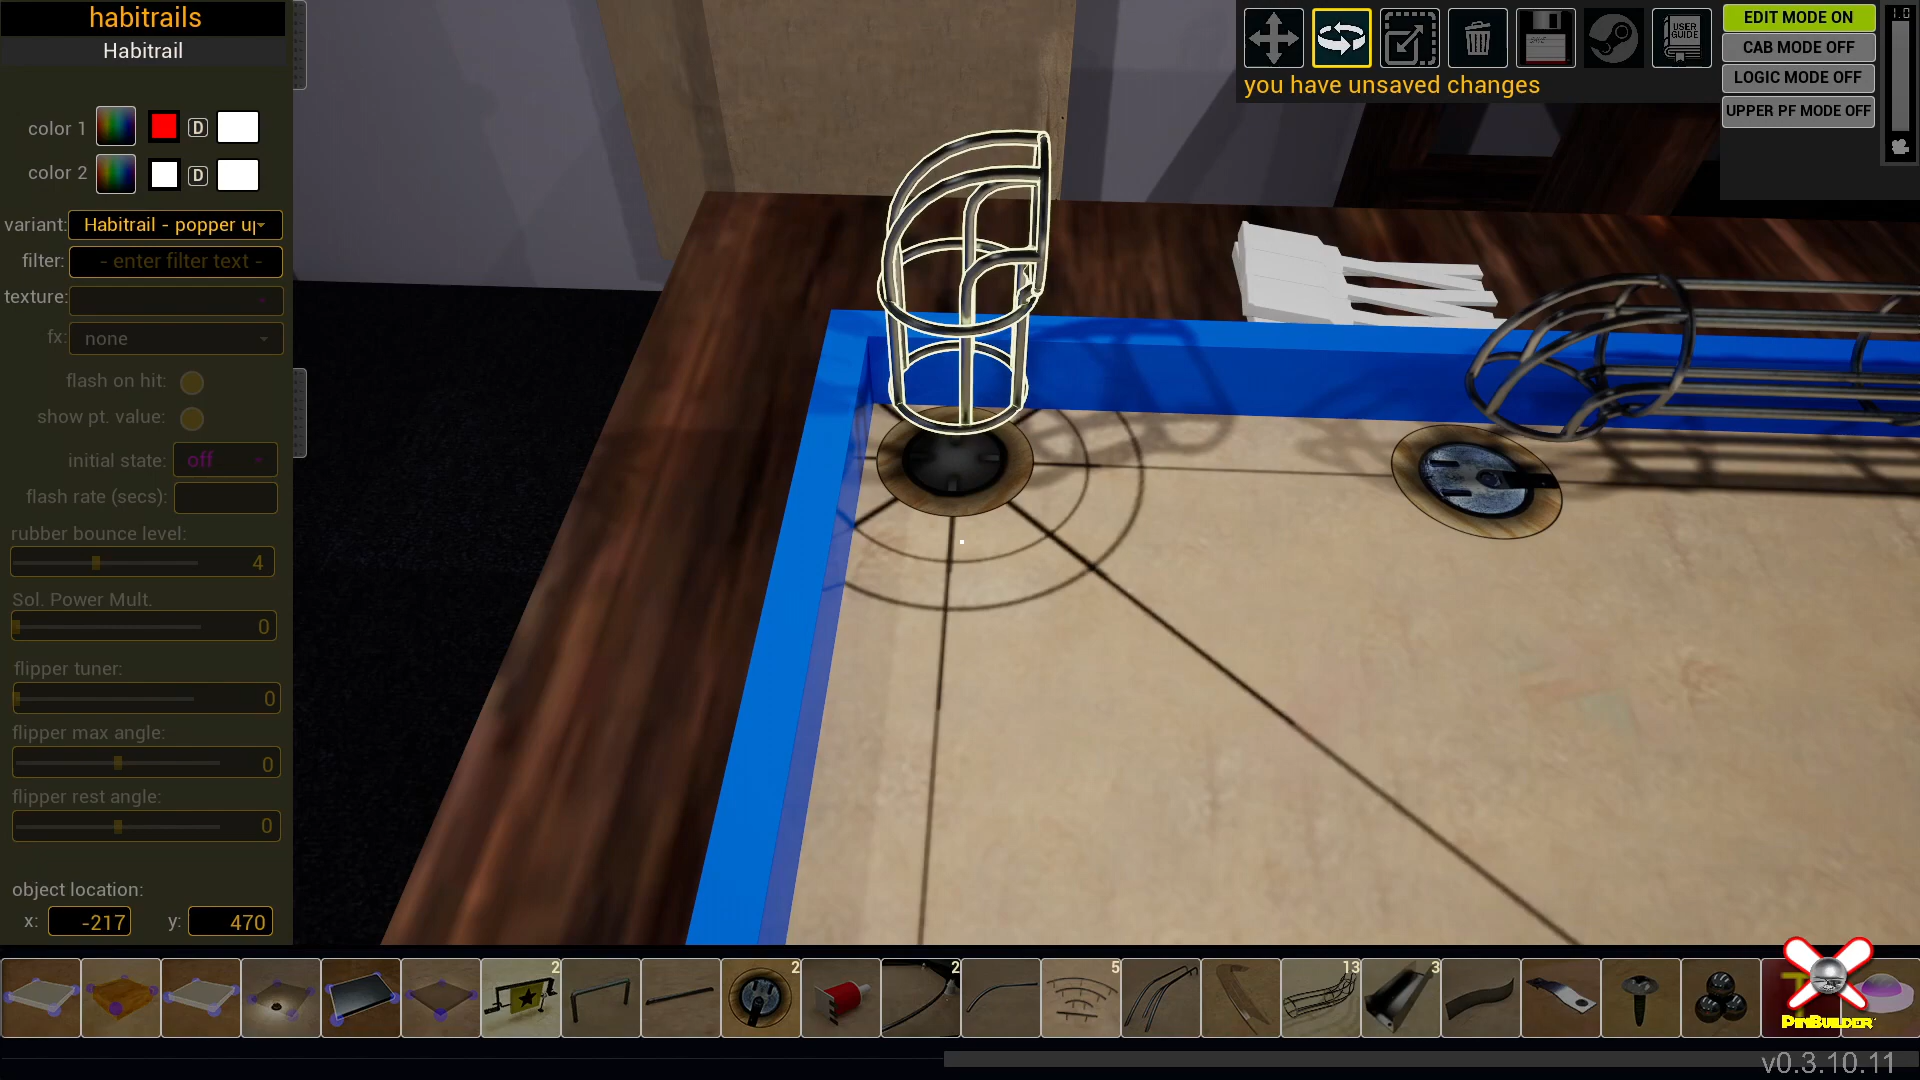 habitrails
Habitrail
color 1
D
color 2
D
variant: Habitrail - popper u
filter: - enter filter text -
texture:
fx: none
flash on hit:
show pt. value:
initial state: off
flash rate (secs):
rubber bounce level:
4
Sol. Power Mult.
0
flipper tuner:
0
flipper max angle:
0
flipper rest angle:
0
object location:
x: -217 y: 470
USER GUIDE
you have unsaved changes
EDIT MODE ON
CAB MODE OFF
LOGIC MODE OFF
UPPER PF MODE OFF
1.0
2 2 2 5 13 3
PINBUILDER
v0.3.10.11